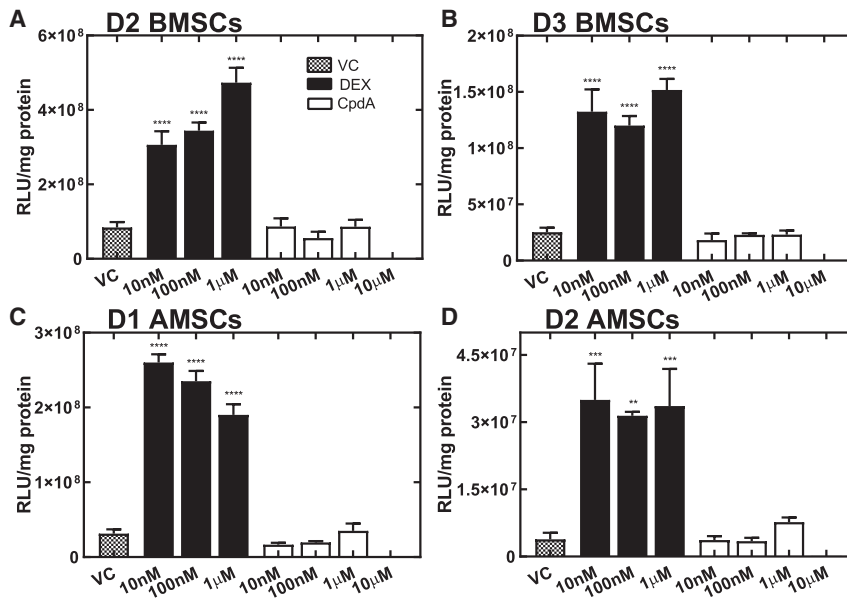 A
D2 BMSCs
RLU/mg protein
6×10⁸
4×10⁸
2×10⁸
0
****
****
****
VC
DEX
CpdA
VC
10nM
100nM
1μM
10nM
100nM
1μM
10μM
B
D3 BMSCs
RLU/mg protein
2×10⁸
1.5×10⁸
1×10⁸
5×10⁷
0
****
****
****
VC
10nM
100nM
1μM
10nM
100nM
1μM
10μM
C
D1 AMSCs
RLU/mg protein
3×10⁸
2×10⁸
1×10⁸
0
****
****
****
VC
10nM
100nM
1μM
10nM
100nM
1μM
10μM
D
D2 AMSCs
RLU/mg protein
4.5×10⁷
3×10⁷
1.5×10⁷
0
***
**
***
VC
10nM
100nM
1μM
10nM
100nM
1μM
10μM